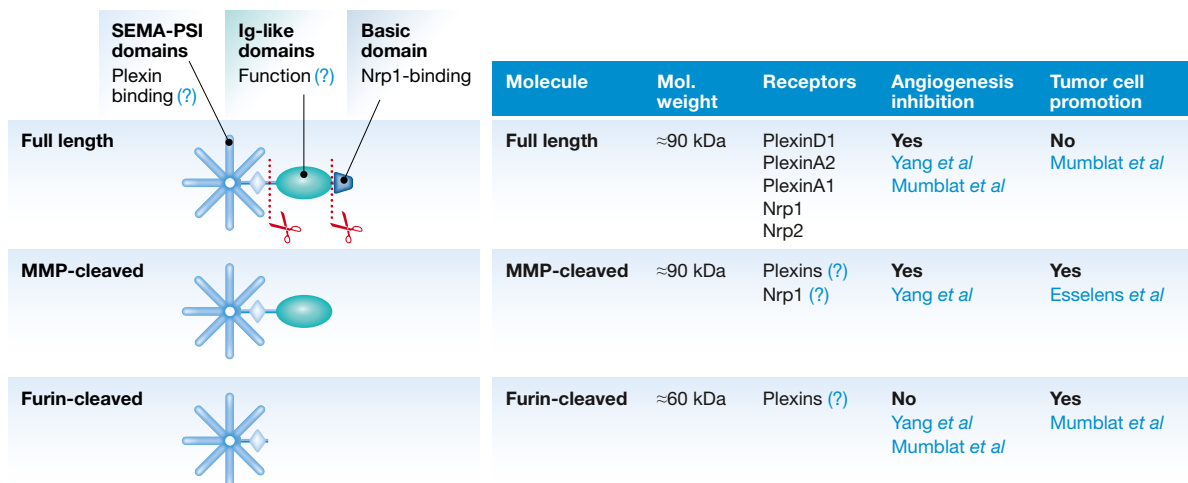 SEMA-PSI
domains
Plexin
binding (?)
Ig-like
domains
Function (?)
Basic
domain
Nrp1-binding
Full length
MMP-cleaved
Furin-cleaved
Molecule
Mol.
weight
Receptors
Angiogenesis
inhibition
Tumor cell
promotion
Full length
≈90 kDa
PlexinD1
PlexinA2
PlexinA1
Nrp1
Nrp2
Yes
Yang et al
Mumblat et al
No
Mumblat et al
MMP-cleaved
≈90 kDa
Plexins (?)
Nrp1 (?)
Yes
Yang et al
Yes
Esselens et al
Furin-cleaved
≈60 kDa
Plexins (?)
No
Yang et al
Mumblat et al
Yes
Mumblat et al